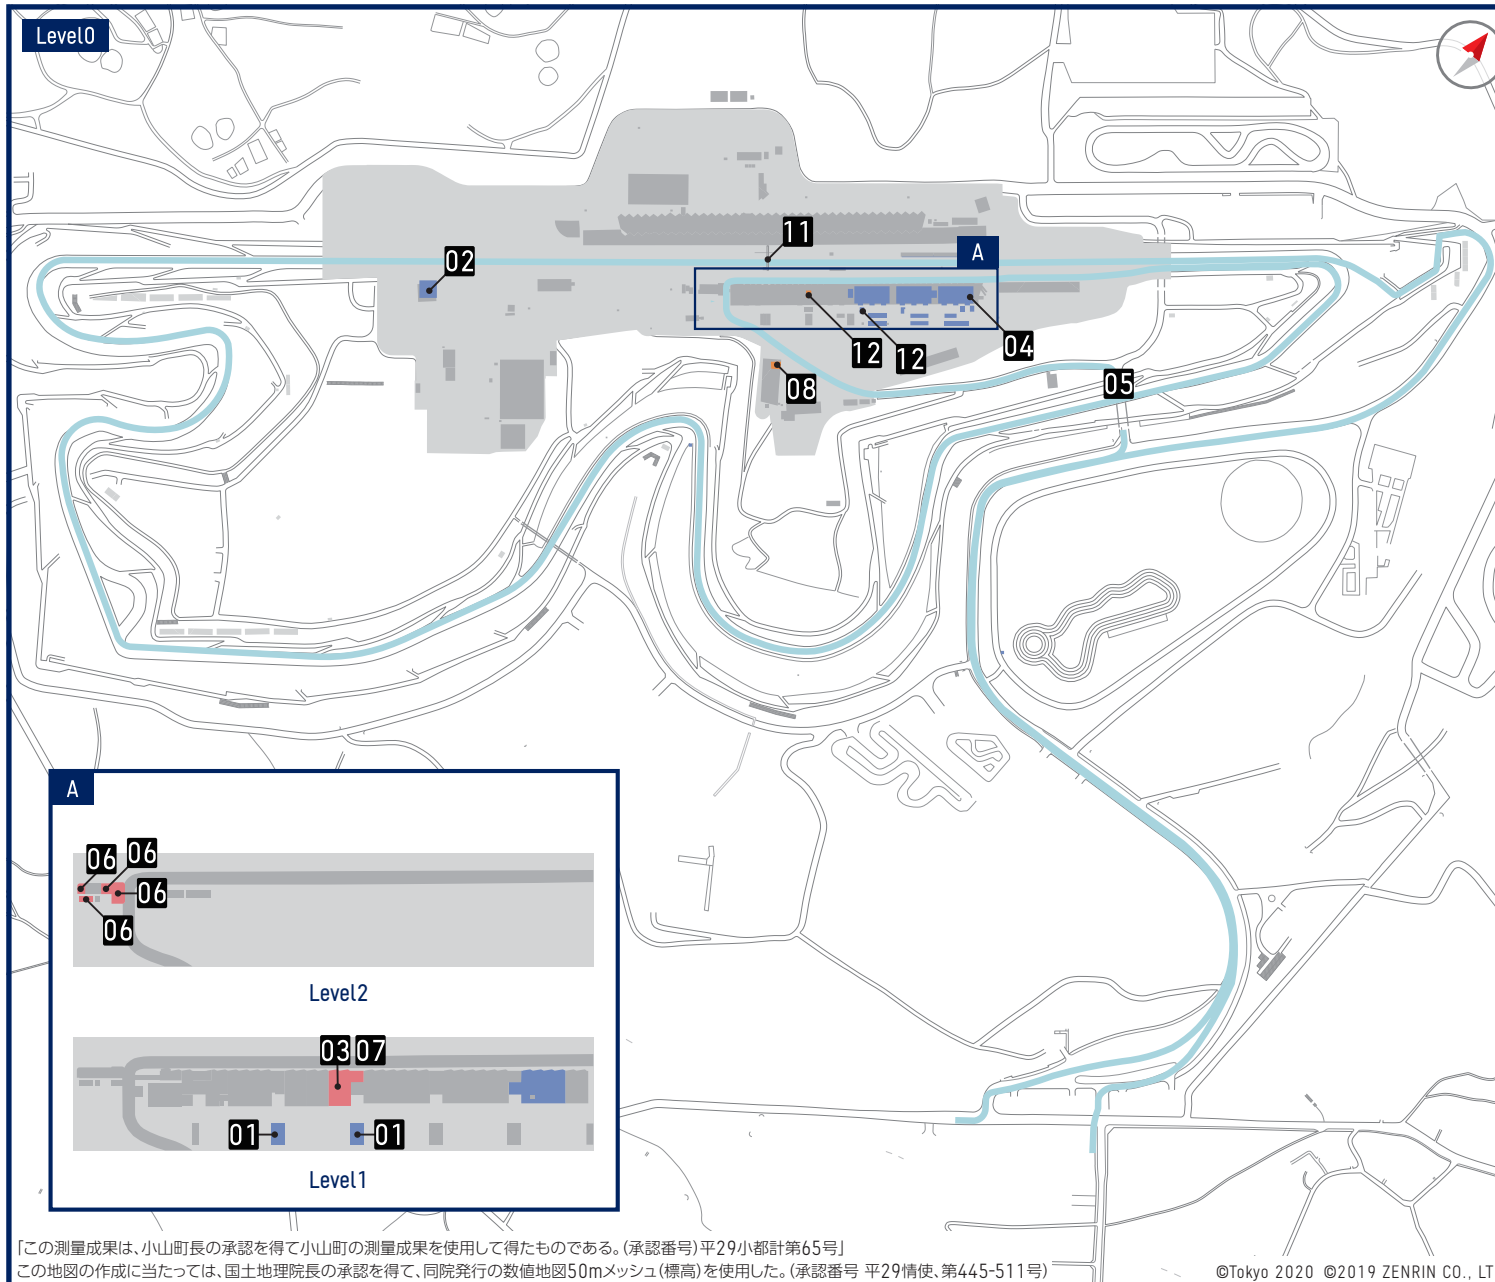 Level0
11
A
02
12
12
04
08
05
A
06
06
06
06
Level2
03
07
01
01
Level1
「この測量成果は、小山町長の承認を得て小山町の測量成果を使用して得たものである。(承認番号)平29小都計第65号」
この地図の作成に当たっては、国土地理院長の承認を得て、同院発行の数値地図50mメッシュ(標高)を使用した。(承認番号 平29情使、第445-511号)
©Tokyo 2020 ©2019 ZENRIN CO., LT